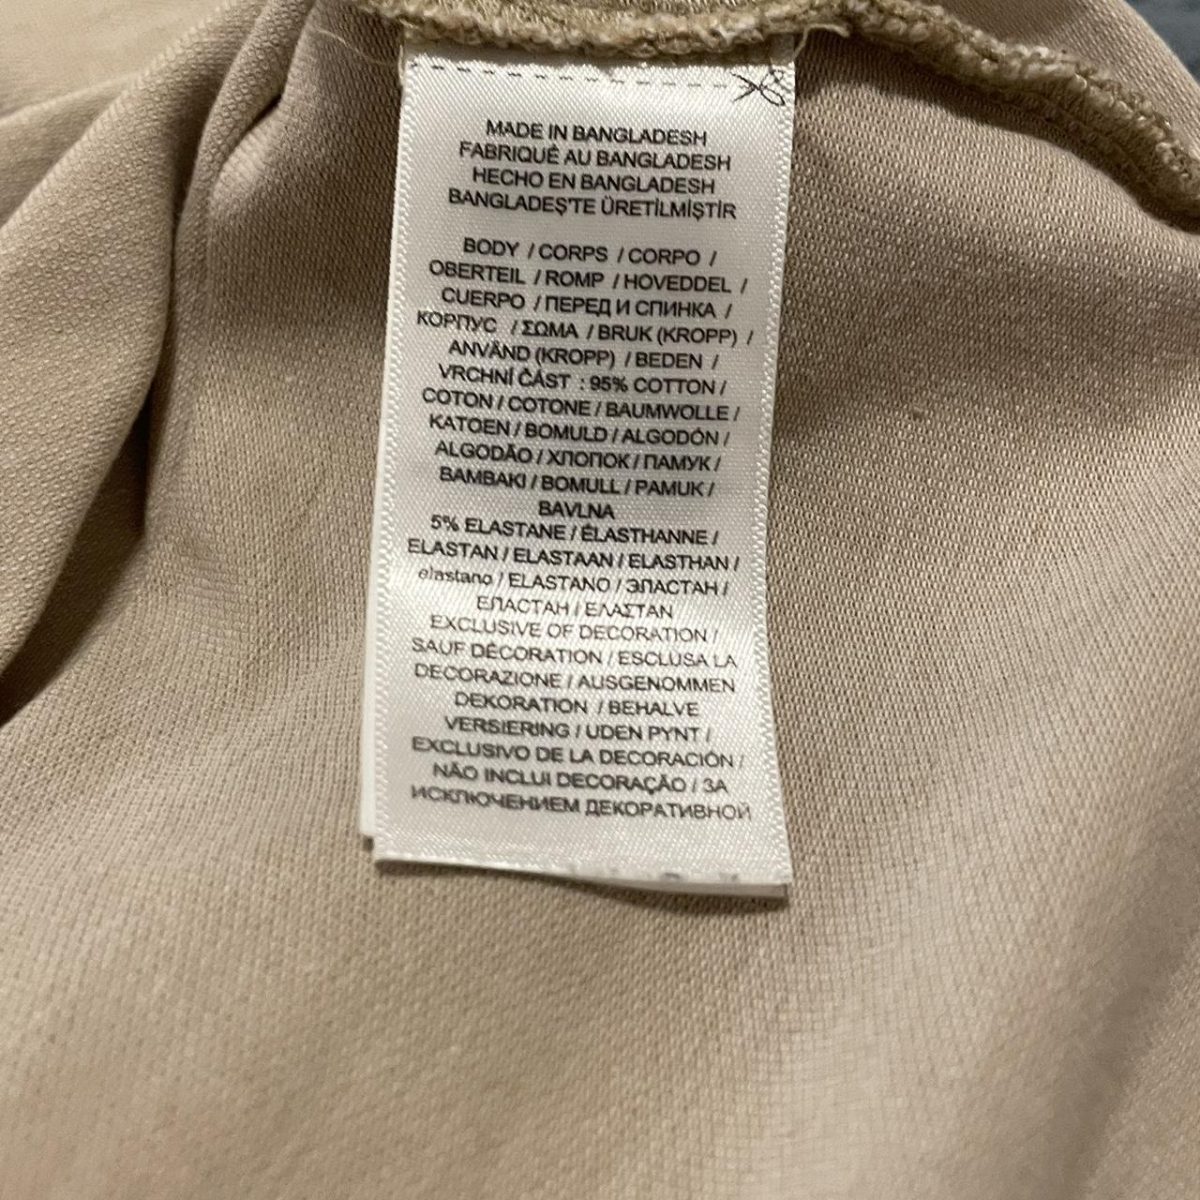 MADE IN BANGLADESH
FABRIQUÉ AU BANGLADESH
HECHO EN BANGLADESH
BANGLADEŞ'TE ÜRETİLMİŞTİR
BODY / CORPS / CORPO /
OBERTEIL / ROMP / HOVEDDEL /
CUERPO / ПЕРЕД И СПИНКА /
КОРПУС / ΣΩΜΑ / BRUK (KROPP) /
ANVÄND (KROPP) / BEDEN /
VRCHNÍ ČÁST : 95% COTTON /
COTON / COTONE / BAUMWOLLE /
KATOEN / BOMULD / ALGODÓN /
ALGODÃO / ХЛОПОК / ПАМУК /
BAMBAKI / BOMULL / PAMUK /
BAVLNA
5% ELASTANE / ÉLASTHANNE /
ELASTAN / ELASTAAN / ELASTHAN /
elastano / ELASTANO / ЭЛАСТАН /
ЕЛАСТАН / ΕΛΑΣΤΑΝ
EXCLUSIVE OF DECORATION /
SAUF DÉCORATION / ESCLUSA LA
DECORAZIONE / AUSGENOMMEN
DEKORATION / BEHALVE
VERSIERING / UDEN PYNT /
EXCLUSIVO DE LA DECORACIÓN /
NÃO INCLUI DECORAÇÃO / ЗА
ИСКЛЮЧЕНИЕМ ДЕКОРАТИВНОЙ